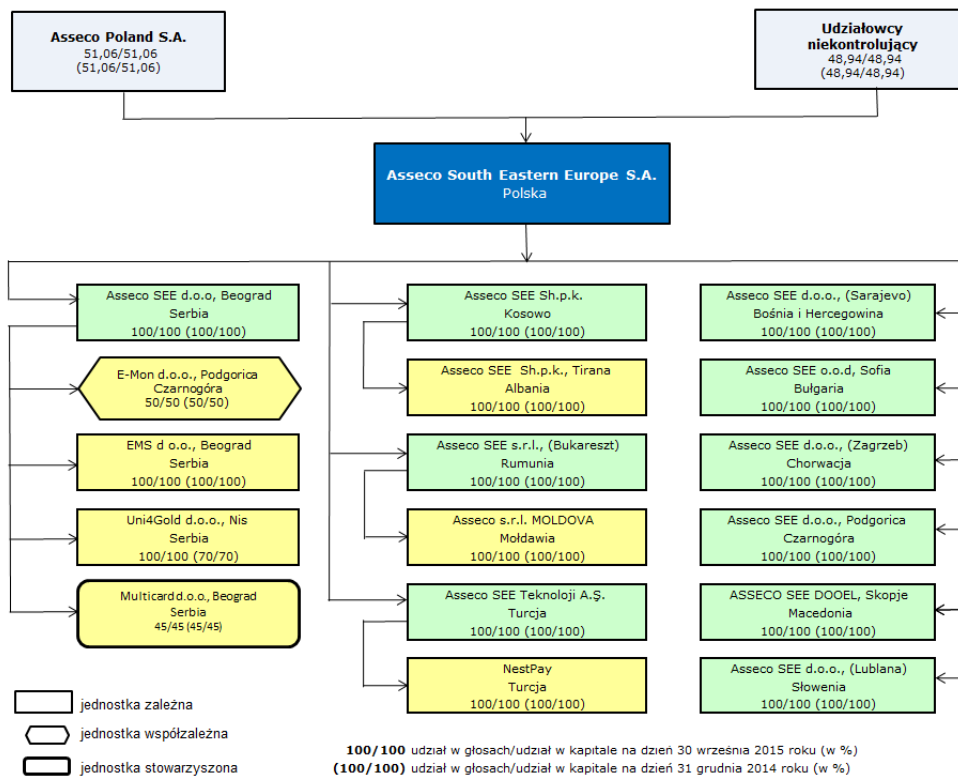 Asseco Poland S.A.
51,06/51,06
(51,06/51,06)
Udziałowcy
niekontrolujący
48,94/48,94
(48,94/48,94)
Asseco South Eastern Europe S.A.
Polska
Asseco SEE d.o.o, Beograd
Serbia
100/100 (100/100)
E-Mon d.o.o., Podgorica
Czarnogóra
50/50 (50/50)
EMS d o.o., Beograd
Serbia
100/100 (100/100)
Uni4Gold d.o.o., Nis
Serbia
100/100 (70/70)
Multicard d.o.o., Beograd
Serbia
45/45 (45/45)
Asseco SEE Sh.p.k.
Kosowo
100/100 (100/100)
Asseco SEE Sh.p.k., Tirana
Albania
100/100 (100/100)
Asseco SEE s.r.l., (Bukareszt)
Rumunia
100/100 (100/100)
Asseco s.r.l. MOLDOVA
Mołdawia
100/100 (100/100)
Asseco SEE Teknoloji A.Ş.
Turcja
100/100 (100/100)
NestPay
Turcja
100/100 (100/100)
Asseco SEE d.o.o., (Sarajevo)
Bośnia i Hercegowina
100/100 (100/100)
Asseco SEE o.o.d, Sofia
Bułgaria
100/100 (100/100)
Asseco SEE d.o.o., (Zagrzeb)
Chorwacja
100/100 (100/100)
Asseco SEE d.o.o., Podgorica
Czarnogóra
100/100 (100/100)
ASSECO SEE DOOEL, Skopje
Macedonia
100/100 (100/100)
Asseco SEE d.o.o., (Lublana)
Słowenia
100/100 (100/100)
jednostka zależna
jednostka współzależna
jednostka stowarzyszona
100/100 udział w głosach/udział w kapitale na dzień 30 września 2015 roku (w %)
(100/100) udział w głosach/udział w kapitale na dzień 31 grudnia 2014 roku (w %)